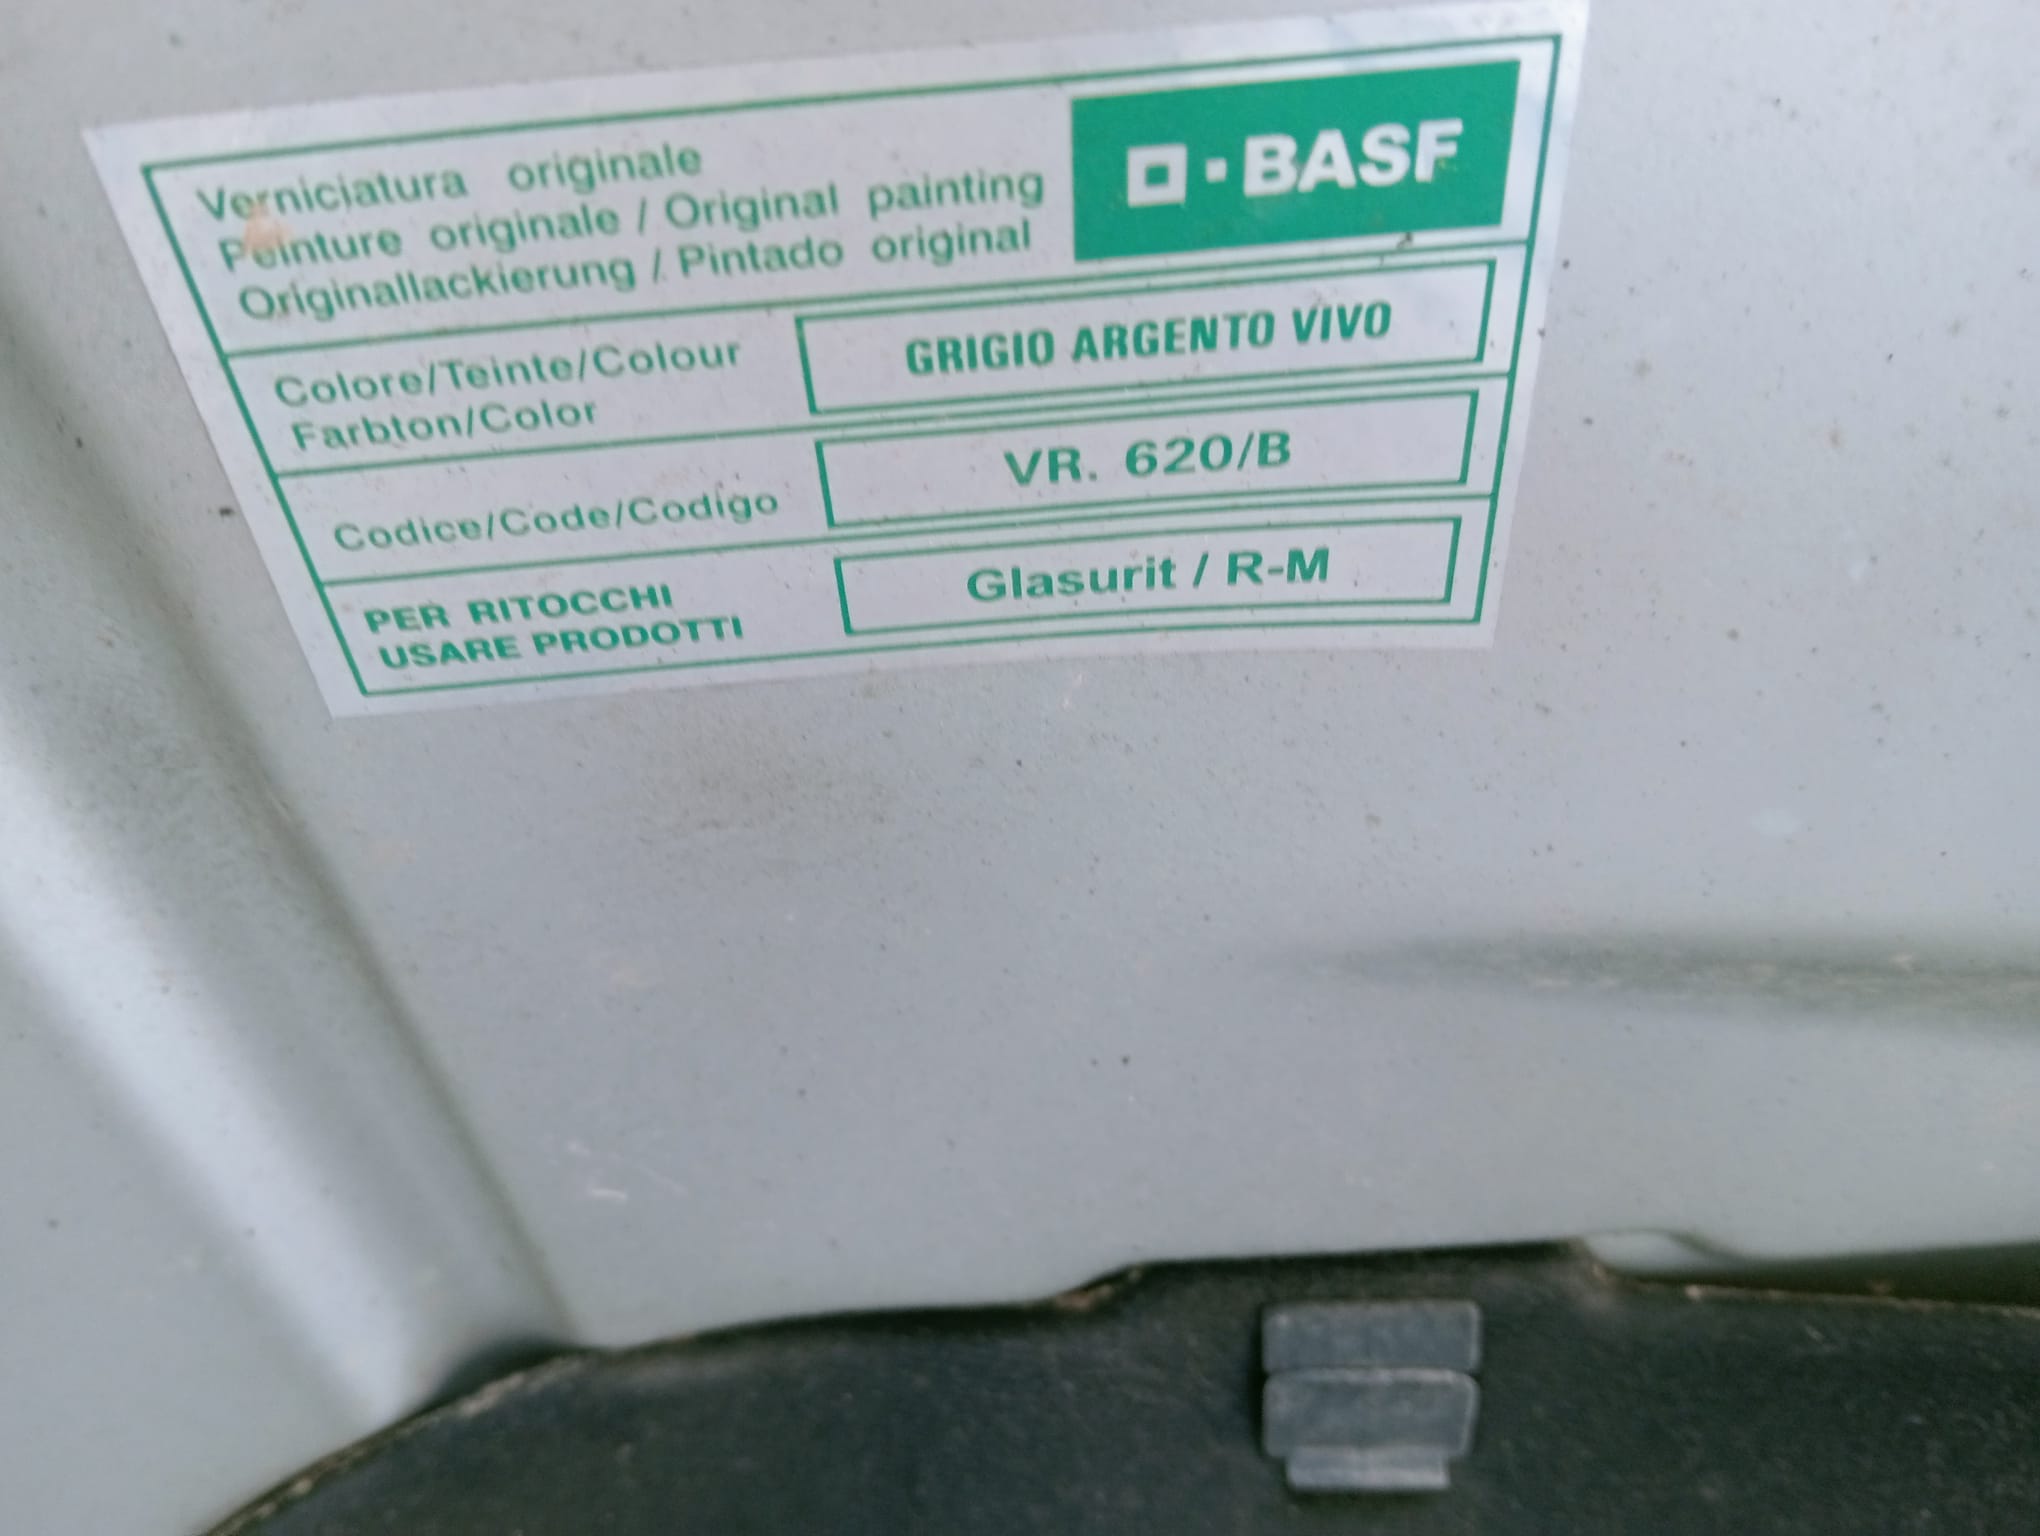 Verniciatura originale
Peinture originale / Original painting
Originallackierung / Pintado original
BASF
Colore/Teinte/Colour
Farbton/Color
GRIGIO ARGENTO VIVO
Codice/Code/Codigo
VR. 620/B
PER RITOCCHI
USARE PRODOTTI
Glasurit / R-M